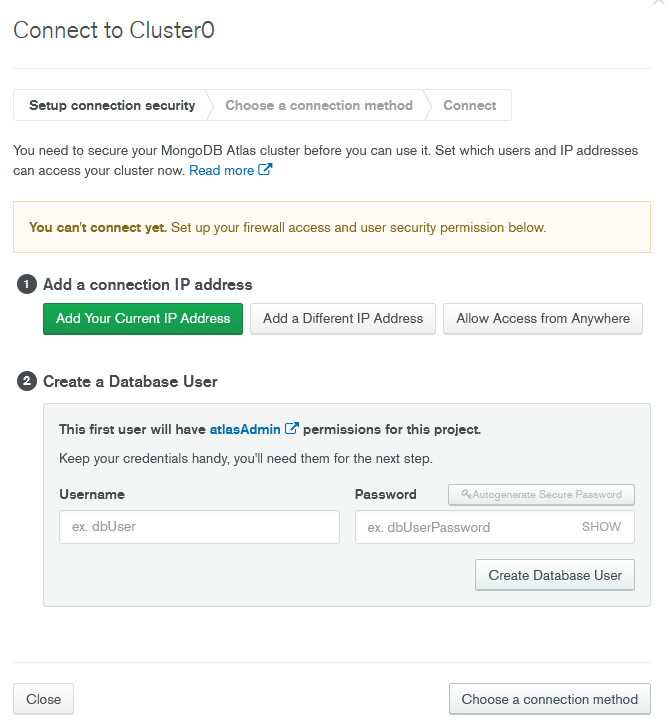 Connect to Cluster0
Setup connection security
Choose a connection method
Connect
You need to secure your MongoDB Atlas cluster before you can use it. Set which users and IP addresses
can access your cluster now. Read more
You can't connect yet. Set up your firewall access and user security permission below.
1 Add a connection IP address
Add Your Current IP Address
Add a Different IP Address
Allow Access from Anywhere
2 Create a Database User
This first user will have atlasAdmin permissions for this project.
Keep your credentials handy, you'll need them for the next step.
Username
Password
Autogenerate Secure Password
ex. dbUser
ex. dbUserPassword
SHOW
Create Database User
Close
Choose a connection method